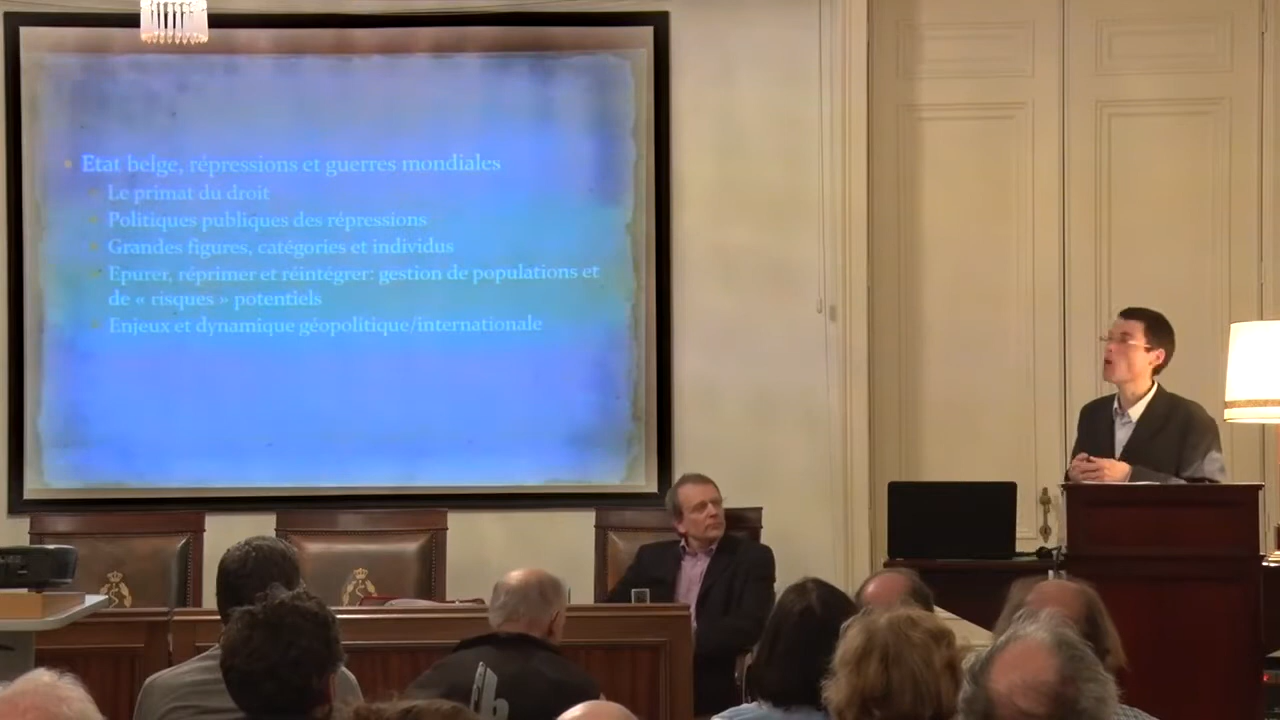 Etat belge, répressions et guerres mondiales
Le primat du droit
Politiques publiques des répressions
Grandes figures, catégories et individus
Epurer, réprimer et réintégrer: gestion de populations et
de « risques » potentiels
Enjeux et dynamique géopolitique/internationale